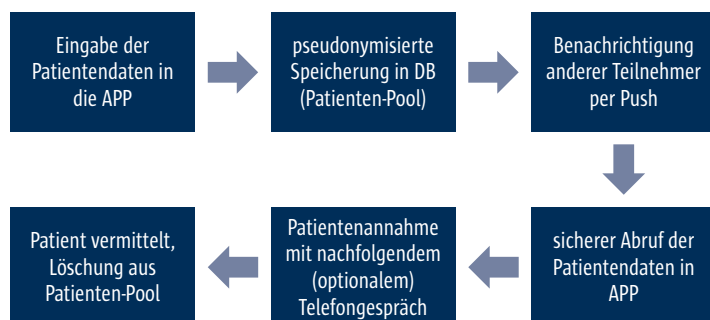 Eingabe der
Patientendaten in
die APP
pseudonymisierte
Speicherung in DB
(Patienten-Pool)
Benachrichtigung
anderer Teilnehmer
per Push
sicherer Abruf der
Patientendaten in
APP
Patientenannahme
mit nachfolgendem
(optionalem)
Telefongespräch
Patient vermittelt,
Löschung aus
Patienten-Pool